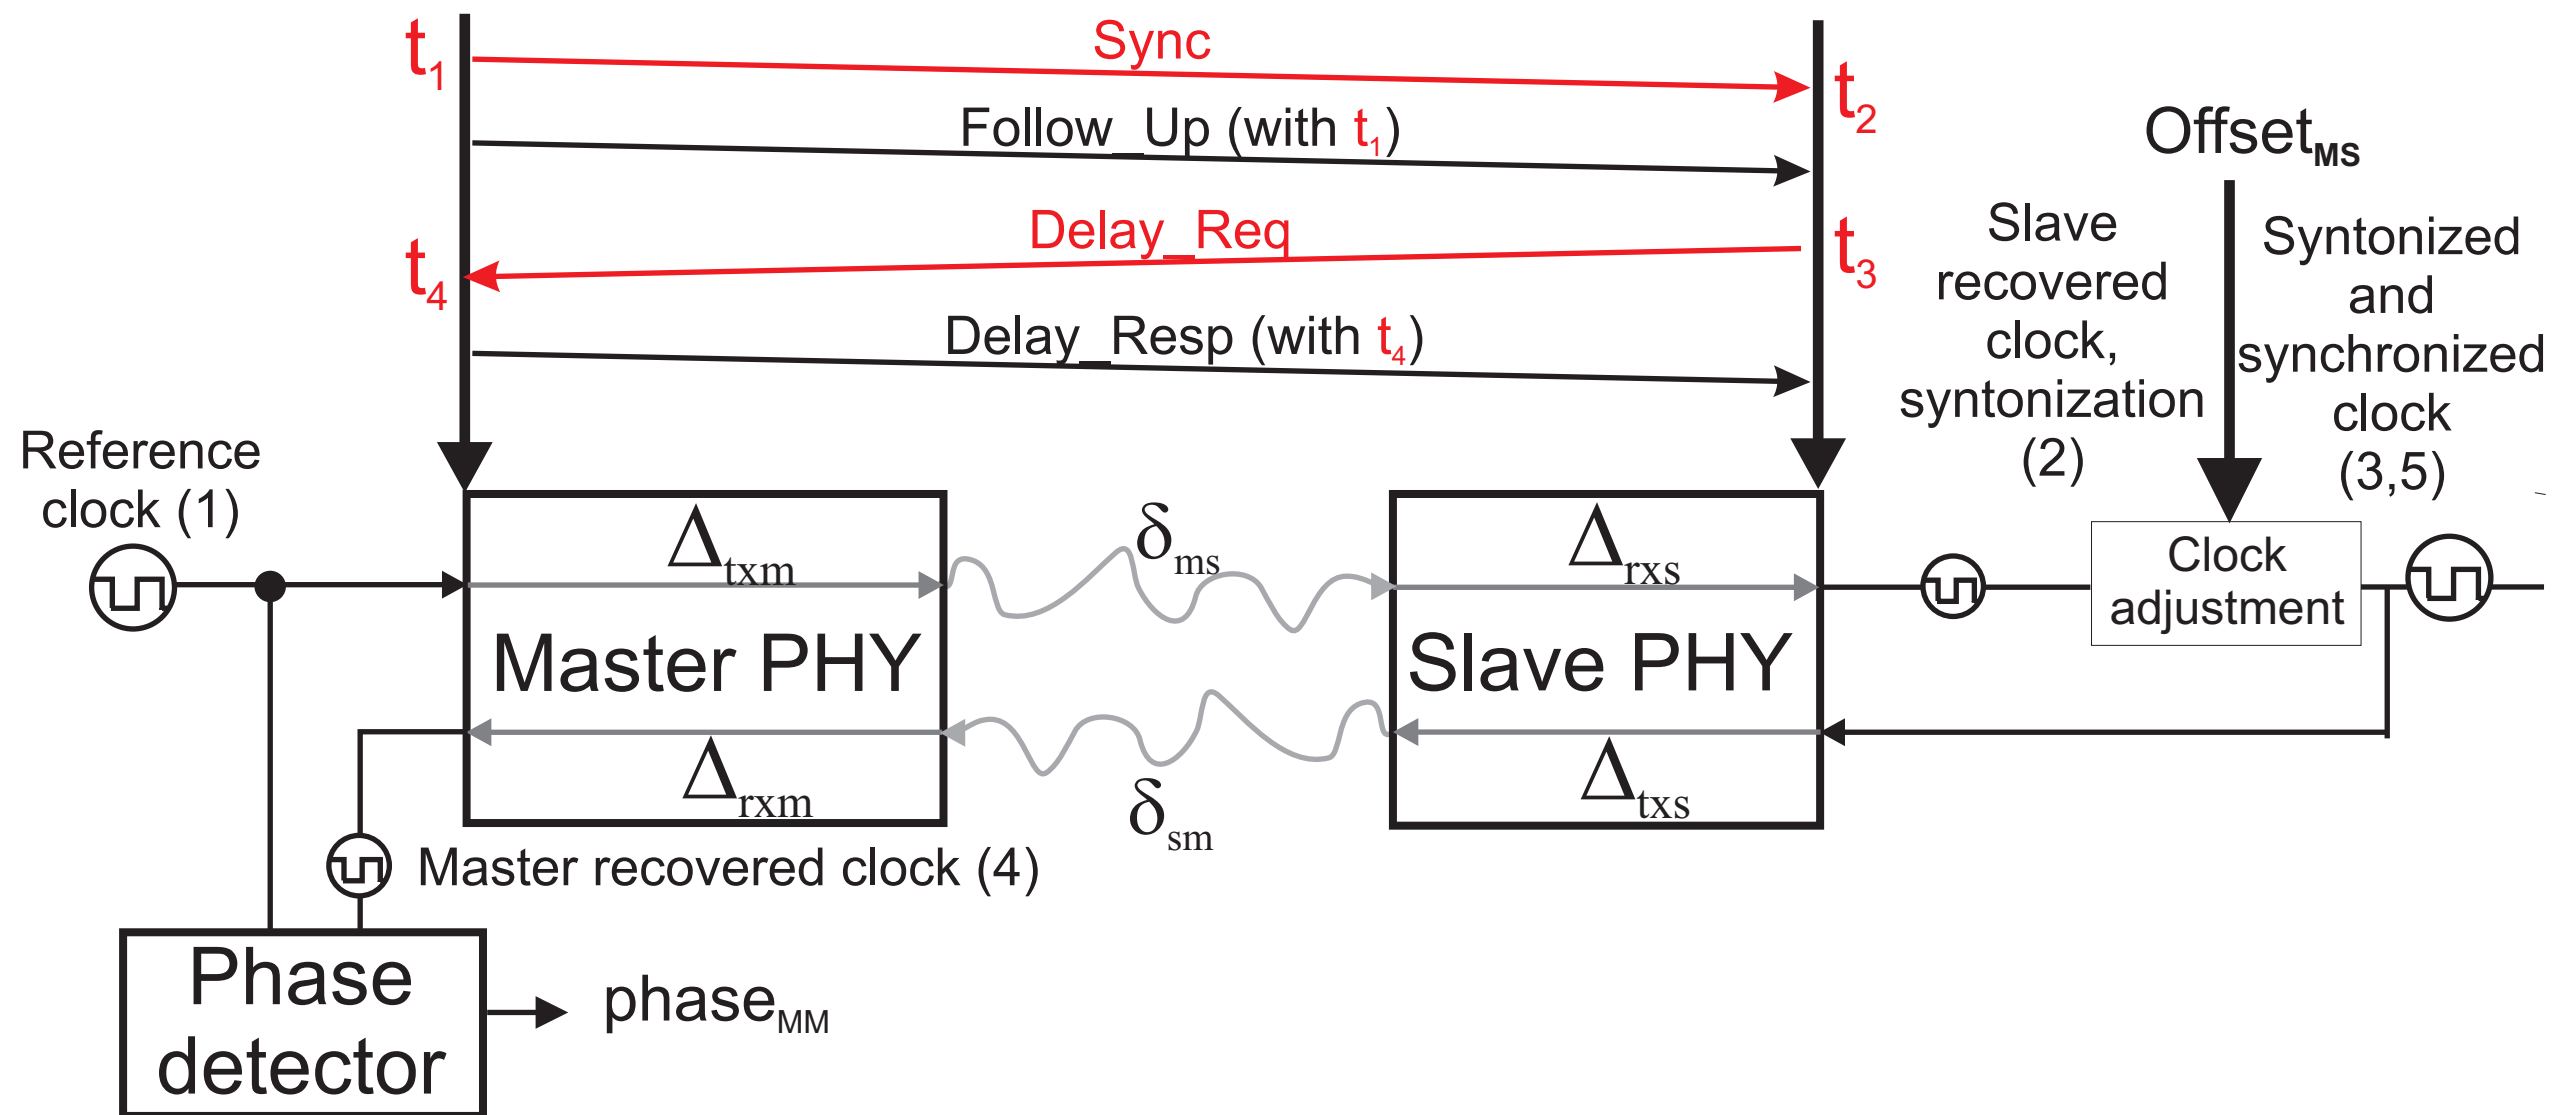 t1
Sync
t2
Follow_Up (with t1)
Delay_Req
t4
t3
Delay_Resp (with t4)
OffsetMS
Slave
recovered
clock,
syntonization
(2)
Syntonized
and
synchronized
clock
(3,5)
Reference
clock (1)
Δtxm
δms
Δrxs
Clock
adjustment
Master PHY
Slave PHY
Δrxm
δsm
Δtxs
Master recovered clock (4)
Phase
detector
phaseMM